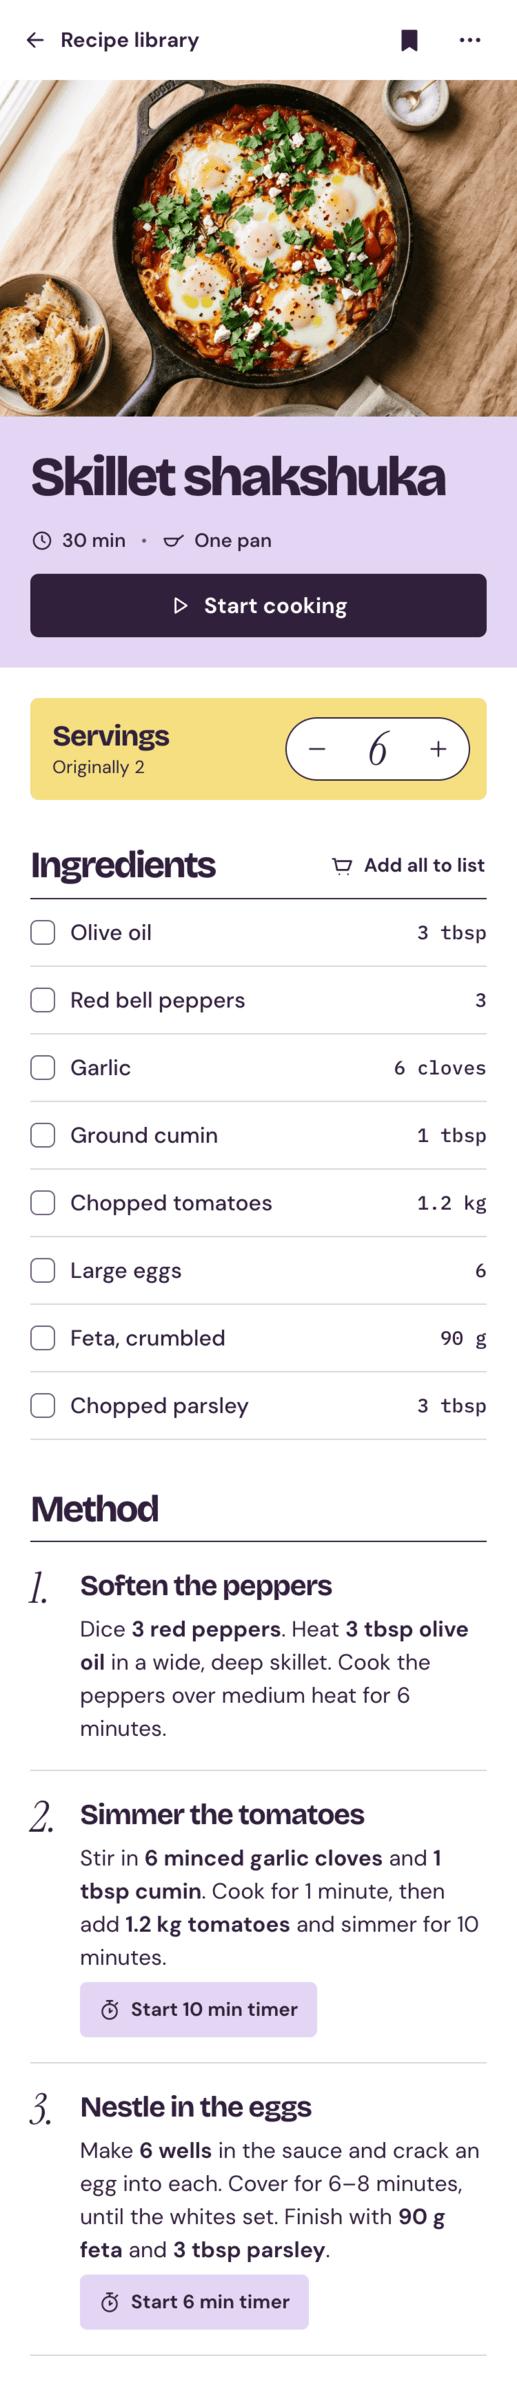 Recipe library
Skillet shakshuka
30 min • One pan
Start cooking
Servings
Originally 2
− 6 +
Ingredients
Add all to list
Olive oil 3 tbsp
Red bell peppers 3
Garlic 6 cloves
Ground cumin 1 tbsp
Chopped tomatoes 1.2 kg
Large eggs 6
Feta, crumbled 90 g
Chopped parsley 3 tbsp
Method
1. Soften the peppers
Dice 3 red peppers. Heat 3 tbsp olive
oil in a wide, deep skillet. Cook the
peppers over medium heat for 6
minutes.
2. Simmer the tomatoes
Stir in 6 minced garlic cloves and 1
tbsp cumin. Cook for 1 minute, then
add 1.2 kg tomatoes and simmer for 10
minutes.
Start 10 min timer
3. Nestle in the eggs
Make 6 wells in the sauce and crack an
egg into each. Cover for 6–8 minutes,
until the whites set. Finish with 90 g
feta and 3 tbsp parsley.
Start 6 min timer